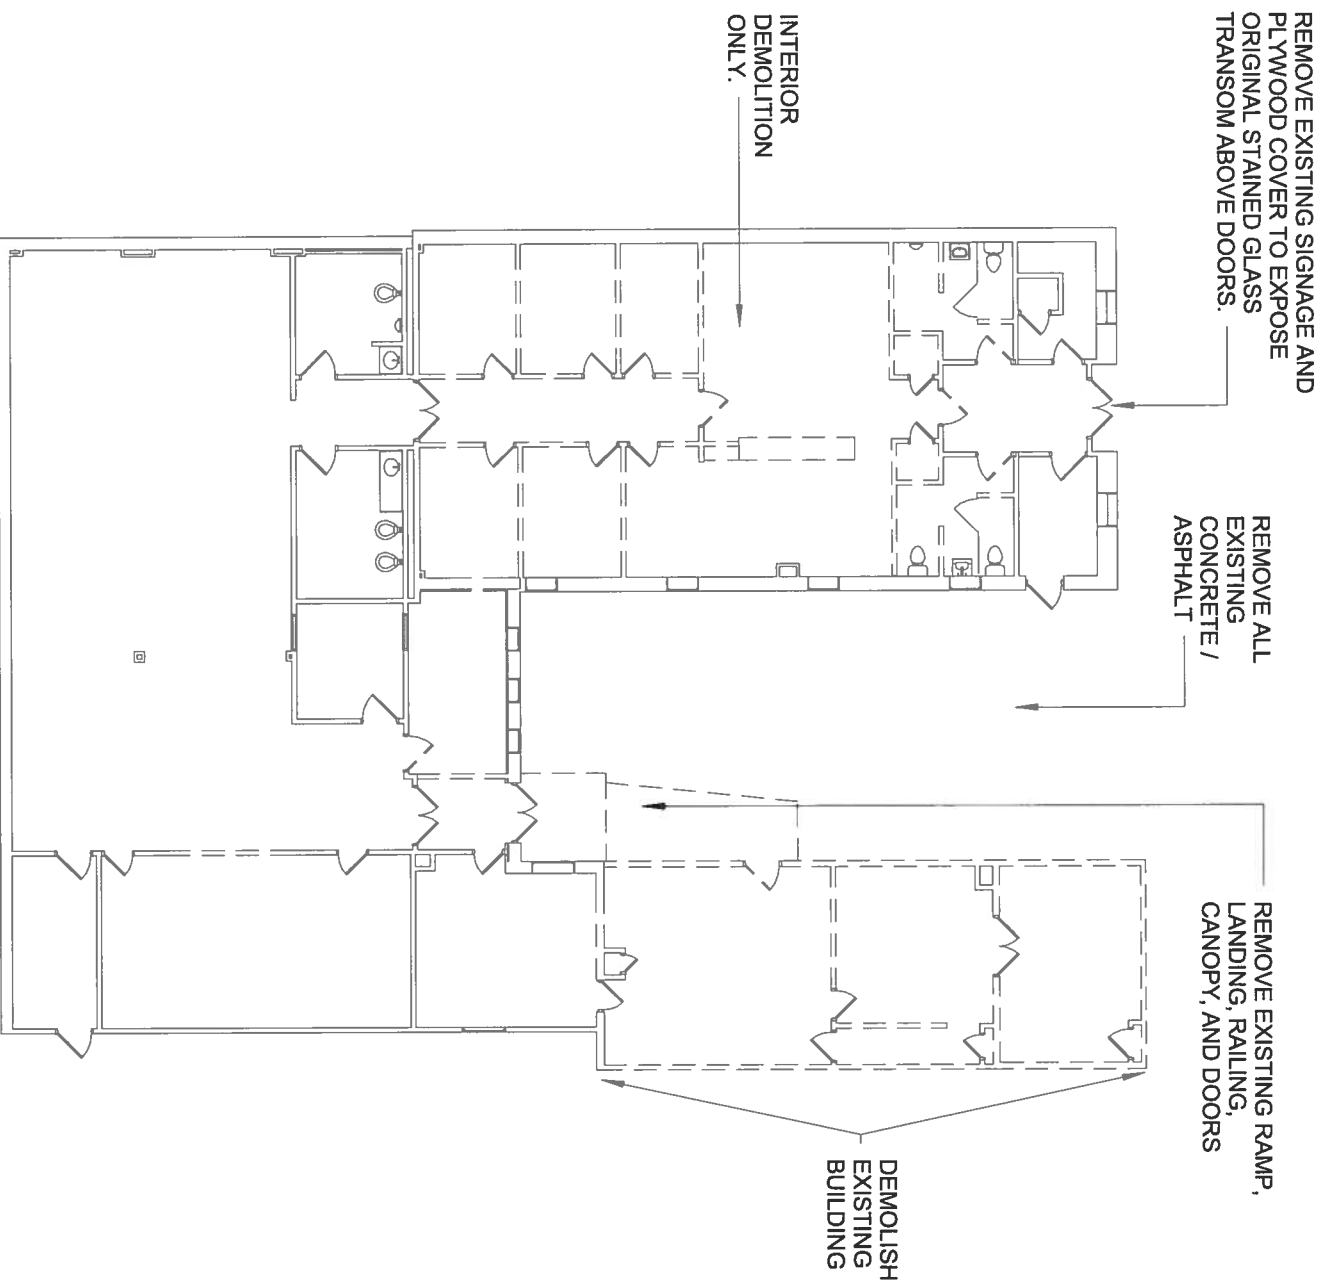 REMOVE EXISTING SIGNAGE AND
PLYWOOD COVER TO EXPOSE
ORIGINAL STAINED GLASS
TRANSOM ABOVE DOORS.
REMOVE ALL
EXISTING
CONCRETE /
ASPHALT
REMOVE EXISTING RAMP,
LANDING, RAILING,
CANOPY, AND DOORS
INTERIOR
DEMOLITION
ONLY.
DEMOLISH
EXISTING
BUILDING